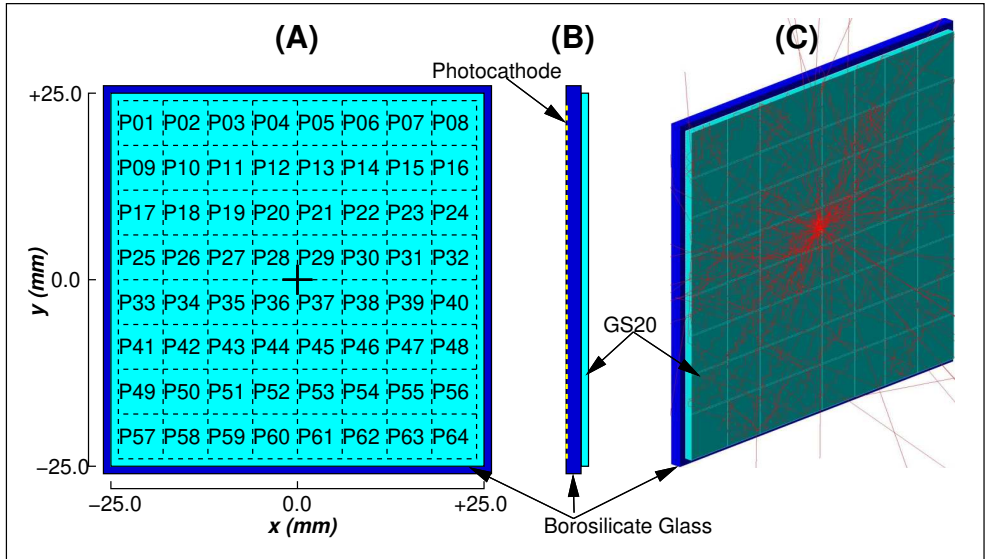 (A)
(B)
(C)
Photocathode
+25.0
P01 P02 P03 P04 P05 P06 P07 P08
P09 P10 P11 P12 P13 P14 P15 P16
P17 P18 P19 P20 P21 P22 P23 P24
P25 P26 P27 P28 P29 P30 P31 P32
y (mm)
0.0
P33 P34 P35 P36 P37 P38 P39 P40
GS20
P41 P42 P43 P44 P45 P46 P47 P48
P49 P50 P51 P52 P53 P54 P55 P56
P57 P58 P59 P60 P61 P62 P63 P64
−25.0
−25.0 0.0 +25.0
x (mm)
Borosilicate Glass